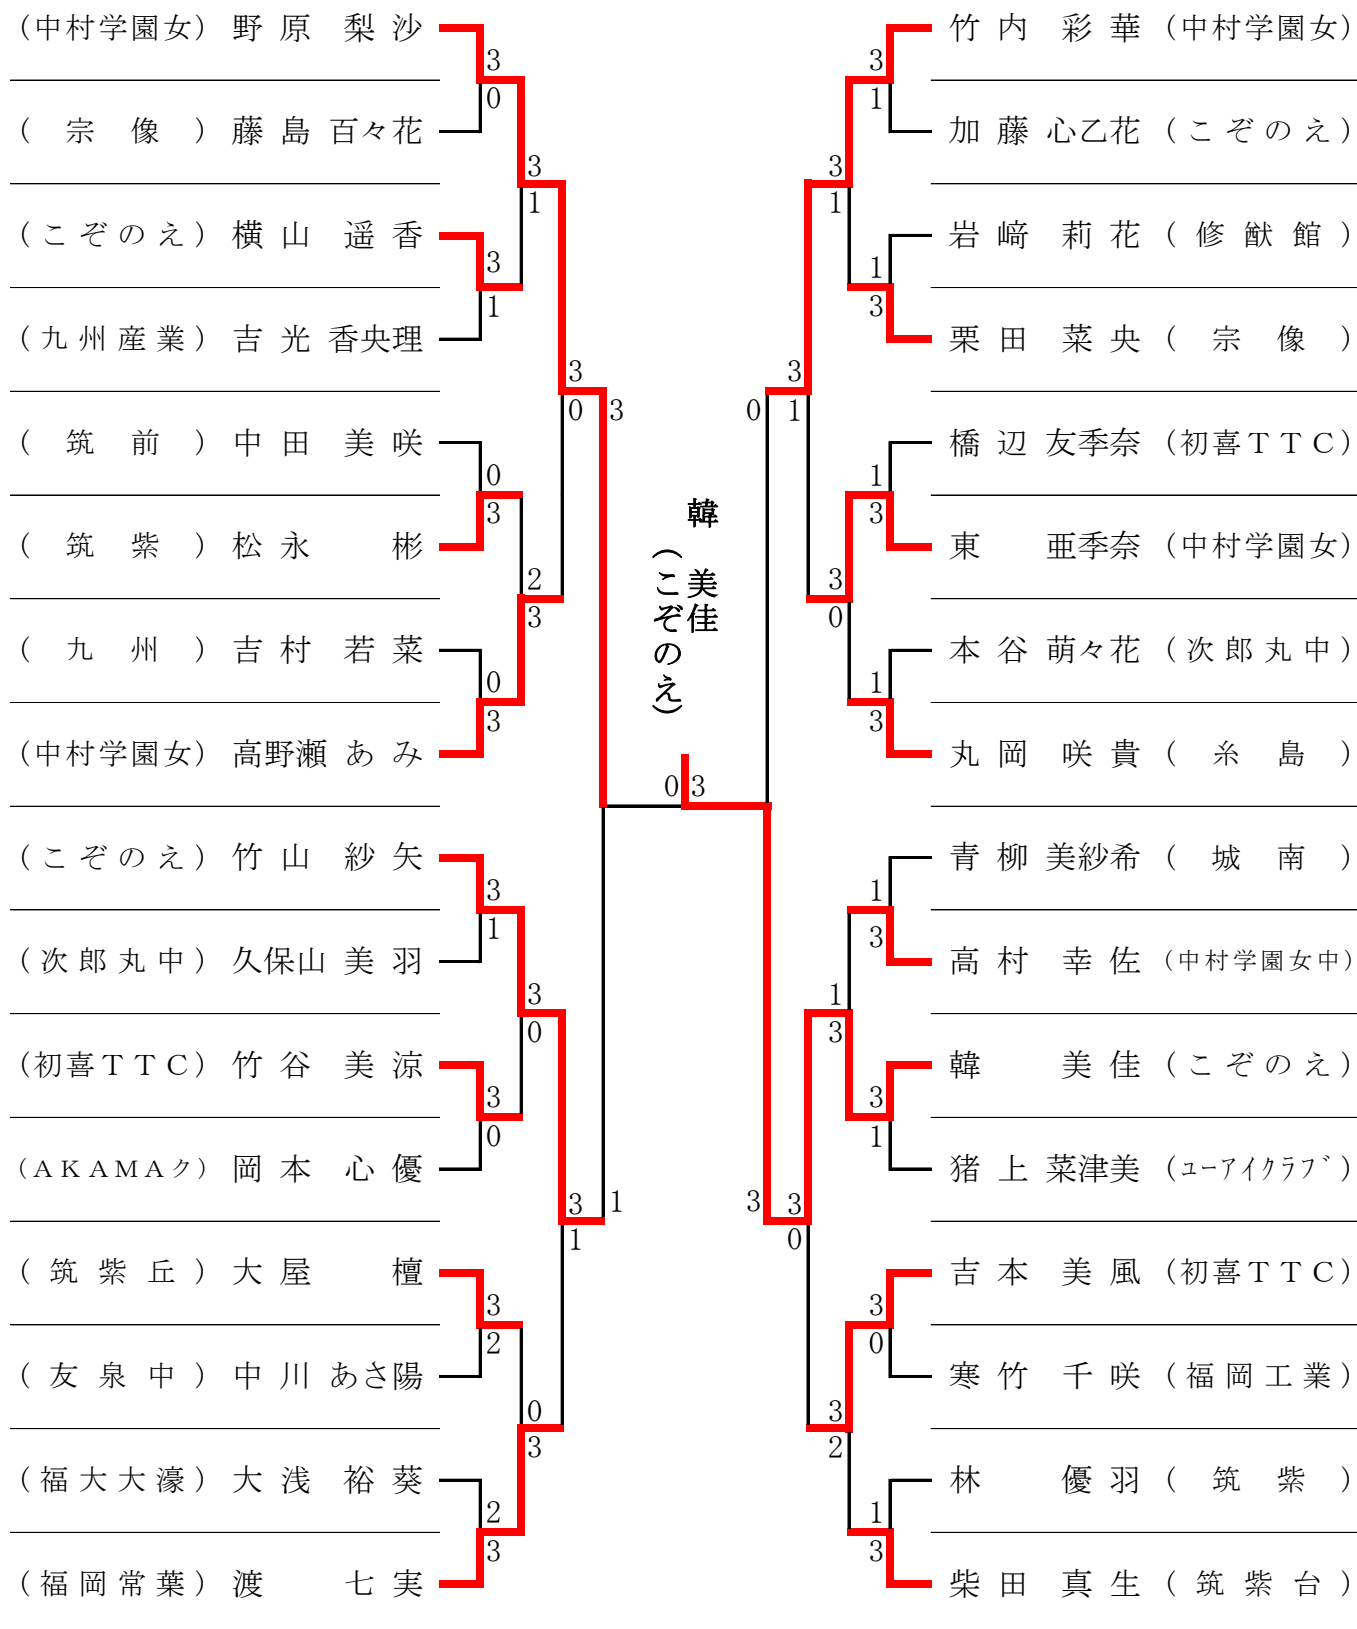 (中村学園女) 野原 梨沙
3
0
(宗像) 藤島 百々花
3
1
(こぞのえ) 横山 遥香
3
1
(九州産業) 吉光 香央理
3
0
3
(筑前) 中田 美咲
0
3
(筑紫) 松永 彬
2
3
(九州) 吉村 若菜
0
3
(中村学園女) 高野瀬 あみ
(こぞのえ) 竹山 紗矢
3
1
(次郎丸中) 久保山 美羽
3
0
(初喜TTC) 竹谷 美涼
3
0
(AKAMAク) 岡本 心優
3
1
1
(筑紫丘) 大屋 檀
3
2
(友泉中) 中川 あさ陽
0
3
(福大大濠) 大浅 裕葵
2
3
(福岡常葉) 渡 七実
韓 美佳
(こぞのえ)
0 3
竹内 彩華 (中村学園女)
3
1
加藤 心乙花 (こぞのえ)
3
1
岩﨑 莉花 (修猷館)
1
3
栗田 菜央 (宗像)
3
0 1
橋辺 友季奈 (初喜TTC)
1
3
東 亜季奈 (中村学園女)
3
0
本谷 萌々花 (次郎丸中)
1
3
丸岡 咲貴 (糸島)
青柳 美紗希 (城南)
1
3
高村 幸佐 (中村学園女中)
1
3
韓 美佳 (こぞのえ)
3
1
猪上 菜津美 (ユーアイクラブ)
3 3
0
吉本 美風 (初喜TTC)
3
0
寒竹 千咲 (福岡工業)
3
2
林 優羽 (筑紫)
1
3
柴田 真生 (筑紫台)